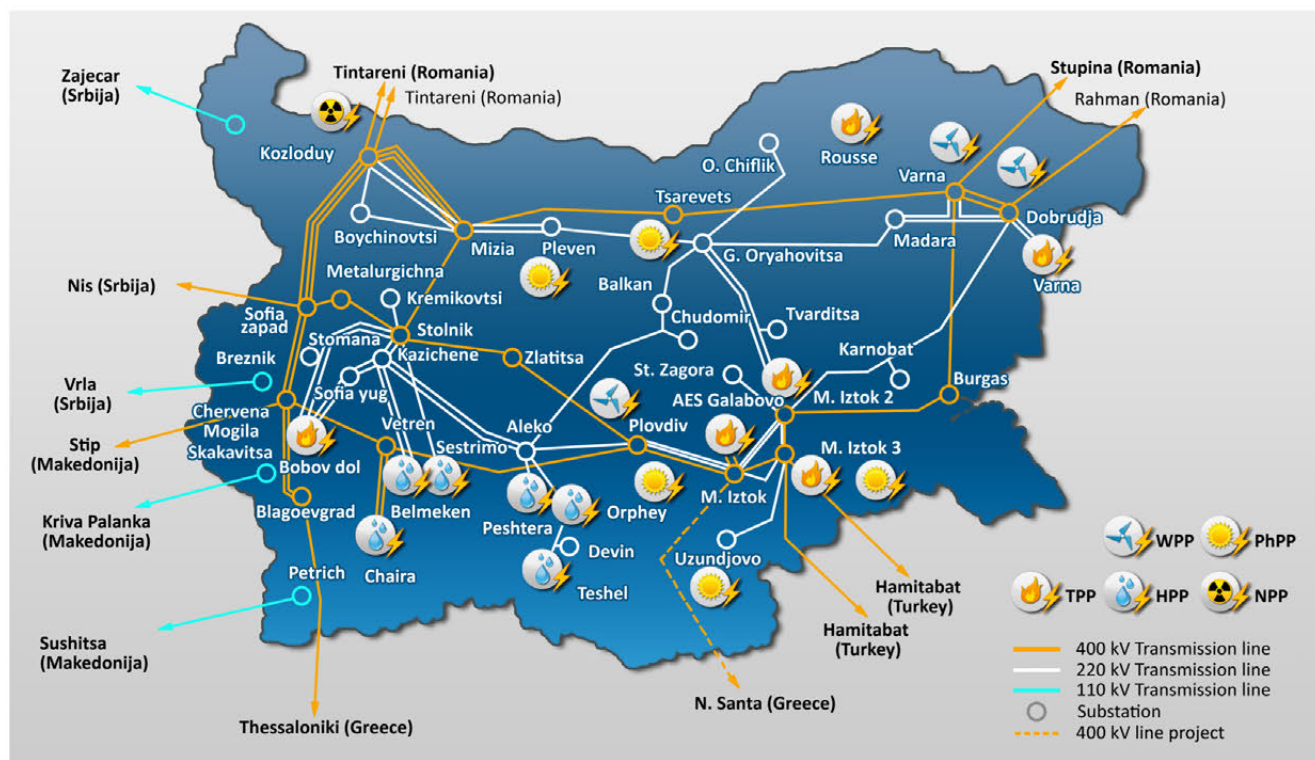 Zajecar
(Srbija)
Tintareni (Romania)
Tintareni (Romania)
Stupina (Romania)
Rahman (Romania)
Kozloduy
Rousse
O. Chiflik
Varna
Tsarevets
Dobrudja
Boychinovtsi
Mizia
Pleven
G. Oryahovitsa
Madara
Varna
Metalurgichna
Nis (Srbija)
Kremikovtsi
Balkan
Sofia
zapad
Stolnik
Chudomir
Tvarditsa
Stomana
Kazichene
Zlatitsa
Karnobat
Breznik
Sofia yug
St. Zagora
Burgas
Vrla
(Srbija)
AES Galabovo
M. Iztok 2
Chervena
Mogila
Vetren
Aleko
Plovdiv
Stip
(Makedonija)
Skakavitsa
Sestrimo
M. Iztok 3
Bobov dol
M. Iztok
Blagoevgrad
Belmeken
Peshtera
Orphey
Kriva Palanka
(Makedonija)
Devin
Uzundjovo
Chaira
Teshel
Petrich
Hamitabat
(Turkey)
Hamitabat
(Turkey)
Sushitsa
(Makedonija)
N. Santa (Greece)
Thessaloniki (Greece)
WPP
PhPP
TPP
HPP
NPP
400 kV Transmission line
220 kV Transmission line
110 kV Transmission line
Substation
400 kV line project